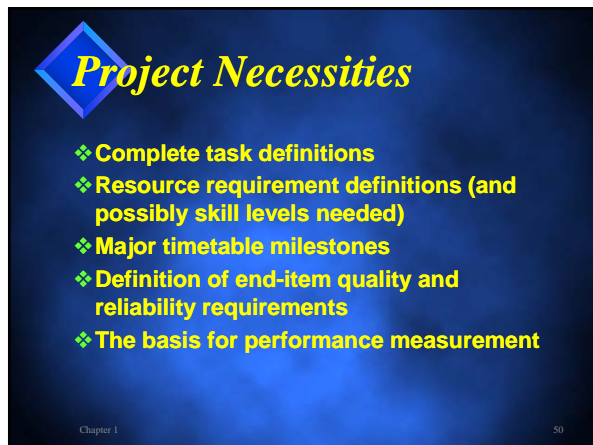 Project Necessities
❖Complete task definitions
❖Resource requirement definitions (and
possibly skill levels needed)
❖Major timetable milestones
❖Definition of end-item quality and
reliability requirements
❖The basis for performance measurement
Chapter 1
50